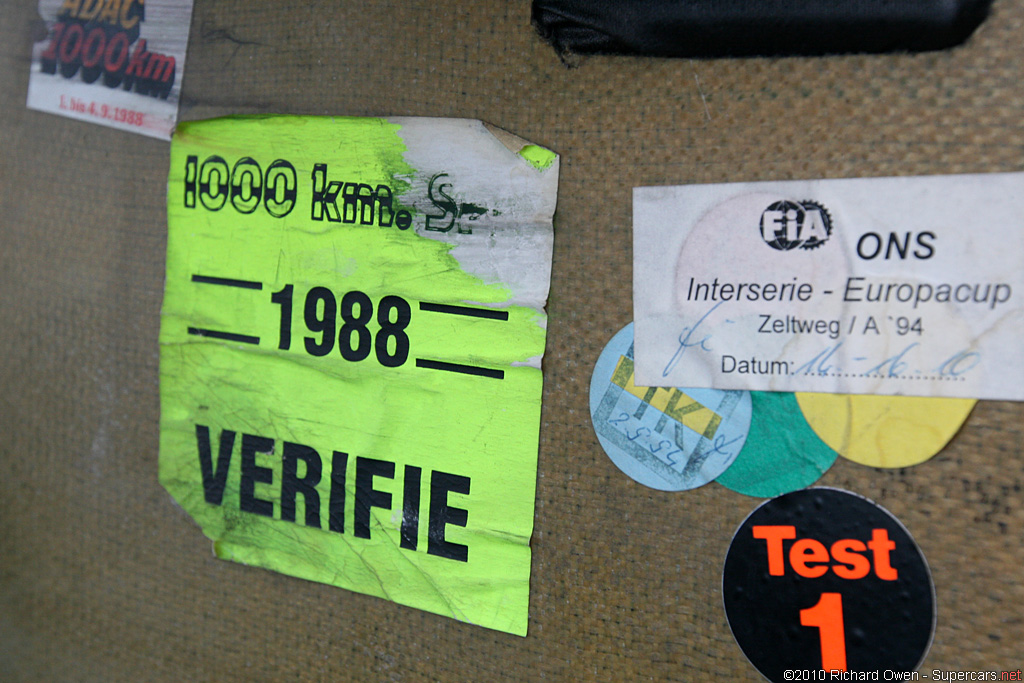 ADAC
1000 km
1. bis 4.9.1988
1000 km.
1988
VERIFIE
FiA
ONS
Interserie - Europacup
Zeltweg / A `94
Datum:
TK
Test
1
©2010 Richard Owen - Supercars.net